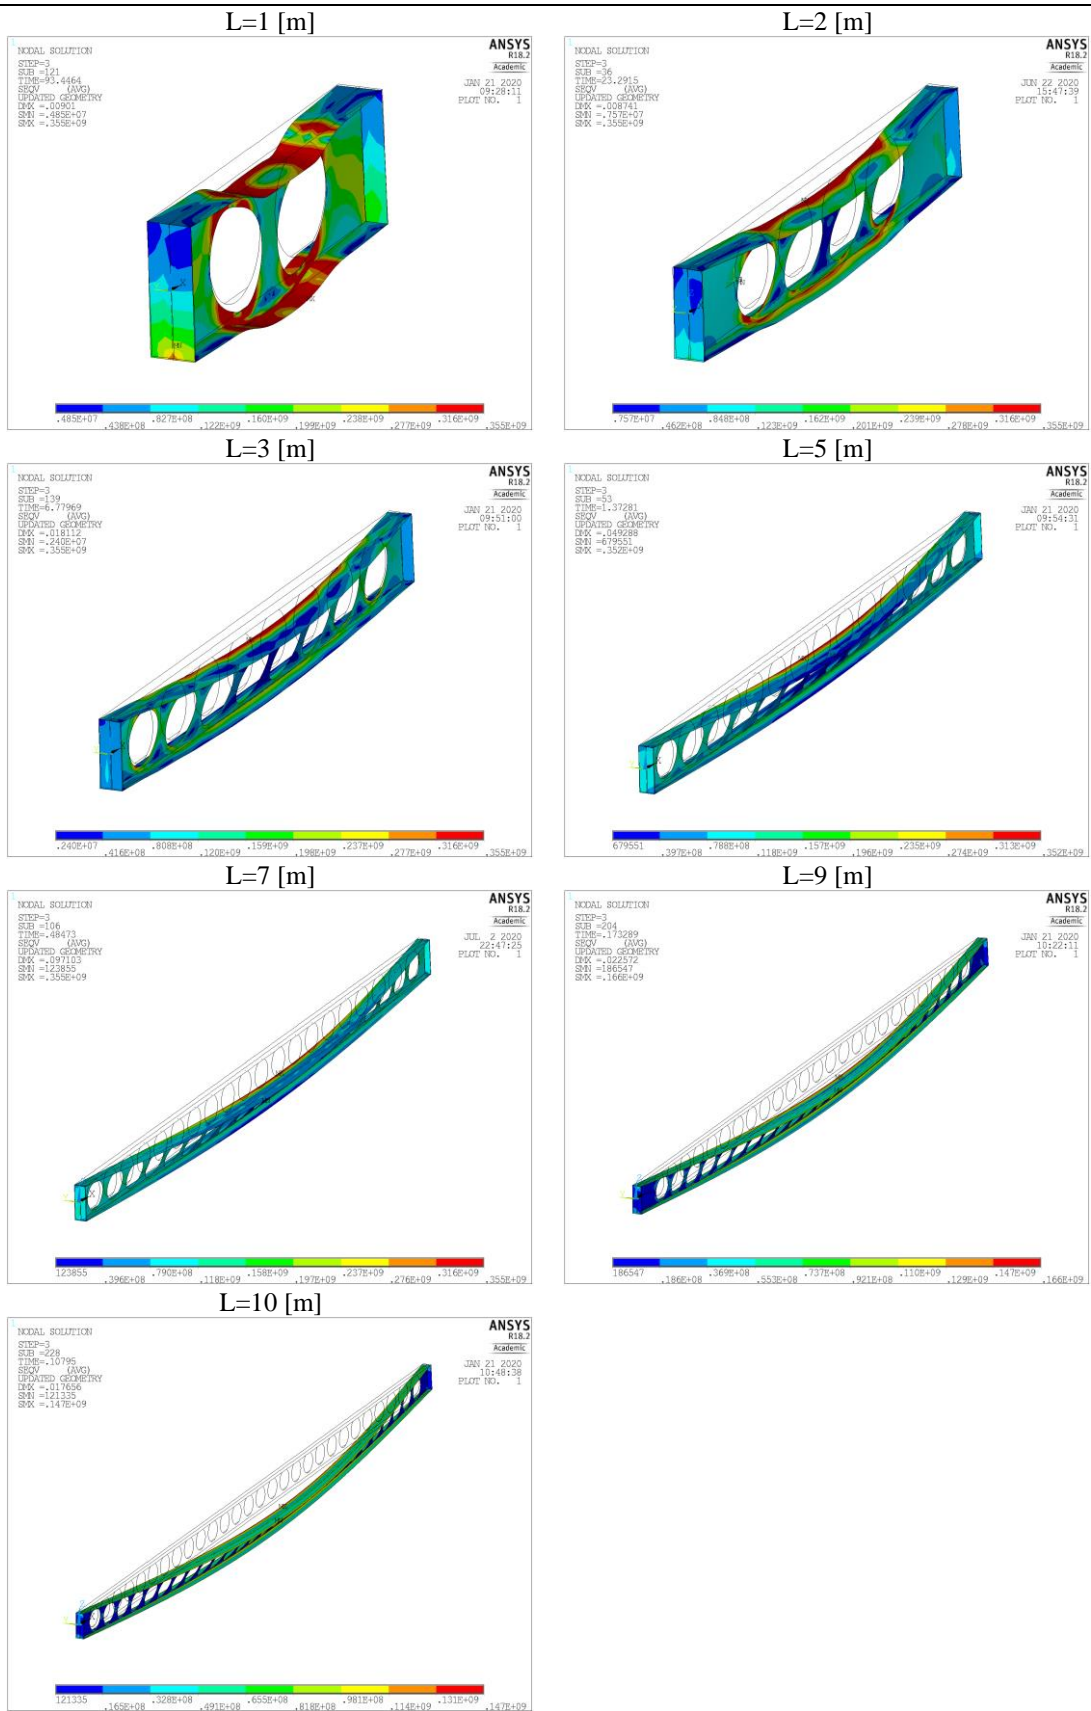 L=1 [m]
1
NODAL SOLUTION
STEP=3
SUB =121
TIME=93.4464
SEQV (AVG)
UPDATED GEOMETRY
DMX =.00901
SMN =.485E+07
SMX =.355E+09
ANSYS
R18.2
Academic
JAN 21 2020
09:28:11
PLOT NO. 1
.485E+07 .827E+08 .160E+09 .238E+09 .316E+09
.438E+08 .122E+09 .199E+09 .277E+09 .355E+09
L=2 [m]
1
NODAL SOLUTION
STEP=3
SUB =36
TIME=23.2915
SEQV (AVG)
UPDATED GEOMETRY
DMX =.008741
SMN =.757E+07
SMX =.355E+09
ANSYS
R18.2
Academic
JUN 22 2020
15:47:39
PLOT NO. 1
.757E+07 .848E+08 .162E+09 .239E+09 .316E+09
.462E+08 .123E+09 .201E+09 .278E+09 .355E+09
L=3 [m]
1
NODAL SOLUTION
STEP=3
SUB =139
TIME=6.77969
SEQV (AVG)
UPDATED GEOMETRY
DMX =.018112
SMN =.240E+07
SMX =.355E+09
ANSYS
R18.2
Academic
JAN 21 2020
09:51:00
PLOT NO. 1
.240E+07 .808E+08 .159E+09 .237E+09 .316E+09
.416E+08 .120E+09 .198E+09 .277E+09 .355E+09
L=5 [m]
1
NODAL SOLUTION
STEP=3
SUB =53
TIME=1.37281
SEQV (AVG)
UPDATED GEOMETRY
DMX =.049288
SMN =679551
SMX =.352E+09
ANSYS
R18.2
Academic
JAN 21 2020
09:54:31
PLOT NO. 1
679551 .788E+08 .157E+09 .235E+09 .313E+09
.397E+08 .118E+09 .196E+09 .274E+09 .352E+09
L=7 [m]
1
NODAL SOLUTION
STEP=3
SUB =106
TIME=.48473
SEQV (AVG)
UPDATED GEOMETRY
DMX =.097103
SMN =123855
SMX =.355E+09
ANSYS
R18.2
Academic
JUL 2 2020
22:47:25
PLOT NO. 1
123855 .790E+08 .158E+09 .237E+09 .316E+09
.396E+08 .118E+09 .197E+09 .276E+09 .355E+09
L=9 [m]
1
NODAL SOLUTION
STEP=3
SUB =204
TIME=.173289
SEQV (AVG)
UPDATED GEOMETRY
DMX =.022572
SMN =186547
SMX =.166E+09
ANSYS
R18.2
Academic
JAN 21 2020
10:22:11
PLOT NO. 1
186547 .369E+08 .737E+08 .110E+09 .147E+09
.186E+08 .553E+08 .921E+08 .129E+09 .166E+09
L=10 [m]
1
NODAL SOLUTION
STEP=3
SUB =228
TIME=.10795
SEQV (AVG)
UPDATED GEOMETRY
DMX =.017656
SMN =121335
SMX =.147E+09
ANSYS
R18.2
Academic
JAN 21 2020
10:48:38
PLOT NO. 1
121335 .328E+08 .655E+08 .981E+08 .131E+09
.165E+08 .491E+08 .818E+08 .114E+09 .147E+09